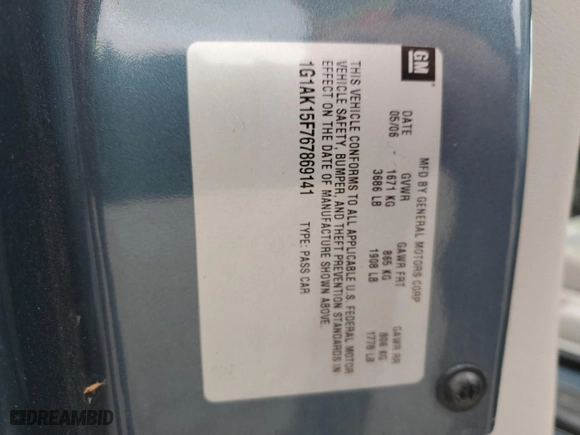 GM
MFD BY GENERAL MOTORS CORP
DATE GVWR GAWR FRT GAWR RR
05/06 1671 KG 865 KG 806 KG
3686 LB 1908 LB 1778 LB
THIS VEHICLE CONFORMS TO ALL APPLICABLE U.S. FEDERAL MOTOR
VEHICLE SAFETY, BUMPER, AND THEFT PREVENTION STANDARDS IN
EFFECT ON THE DATE OF MANUFACTURE SHOWN ABOVE.
1G1AK15F767869141 TYPE: PASS CAR
DREAMBID